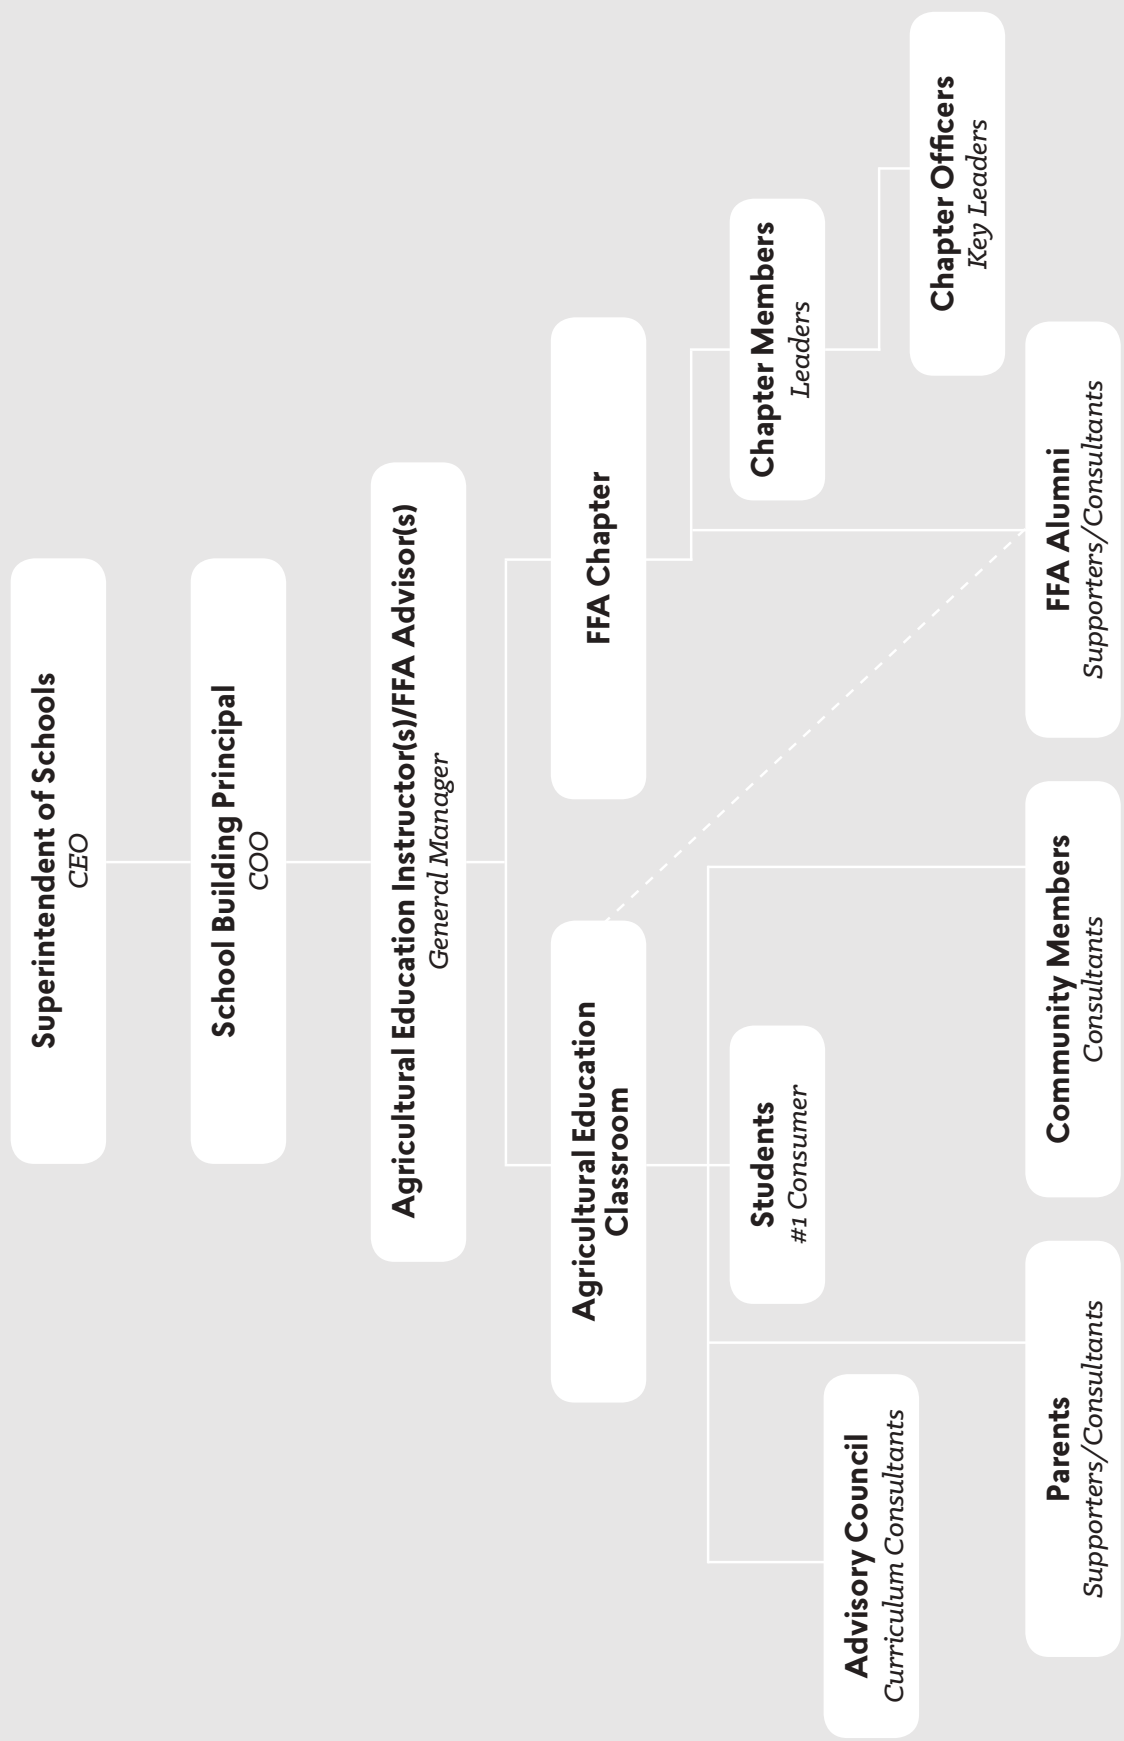 Superintendent of Schools
CEO
School Building Principal
COO
Agricultural Education Instructor(s)/FFA Advisor(s)
General Manager
Agricultural Education
Classroom
FFA Chapter
Students
#1 Consumer
Chapter Members
Leaders
Advisory Council
Curriculum Consultants
Chapter Officers
Key Leaders
Parents
Supporters/Consultants
Community Members
Consultants
FFA Alumni
Supporters/Consultants